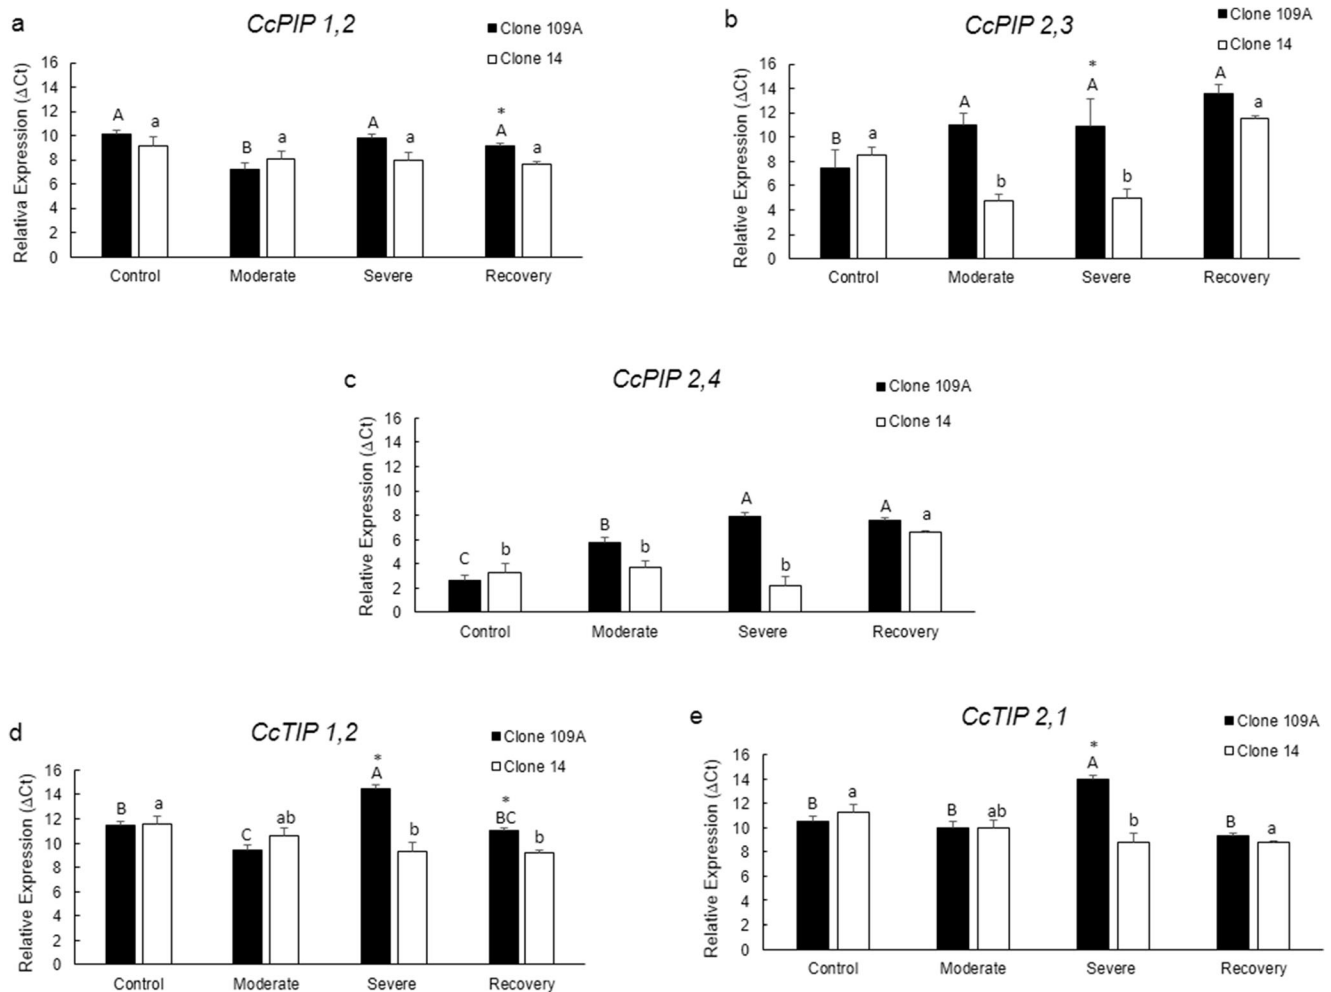 a
CcPIP 1,2
Clone 109A
Clone 14
Relativa Expression (ΔCt)
16
14
12
10
8
6
4
2
0
A a
B a
A a
*
A a
Control Moderate Severe Recovery
b
CcPIP 2,3
Clone 109A
Clone 14
Relative Expression (ΔCt)
16
14
12
10
8
6
4
2
0
B a
A b
*
A b
A a
Control Moderate Severe Recovery
c
CcPIP 2,4
Clone 109A
Clone 14
Relative Expression (ΔCt)
16
14
12
10
8
6
4
2
0
C b
B b
A b
A a
Control Moderate Severe Recovery
d
CcTIP 1,2
Clone 109A
Clone 14
Relative Expression (ΔCt)
16
14
12
10
8
6
4
2
0
B a
C ab
*
A b
*
BC b
Control Moderate Severe Recovery
e
CcTIP 2,1
Clone 109A
Clone 14
Relative Expression (ΔCt)
16
14
12
10
8
6
4
2
0
B a
B ab
*
A b
B a
Control Moderate Severe Recovery